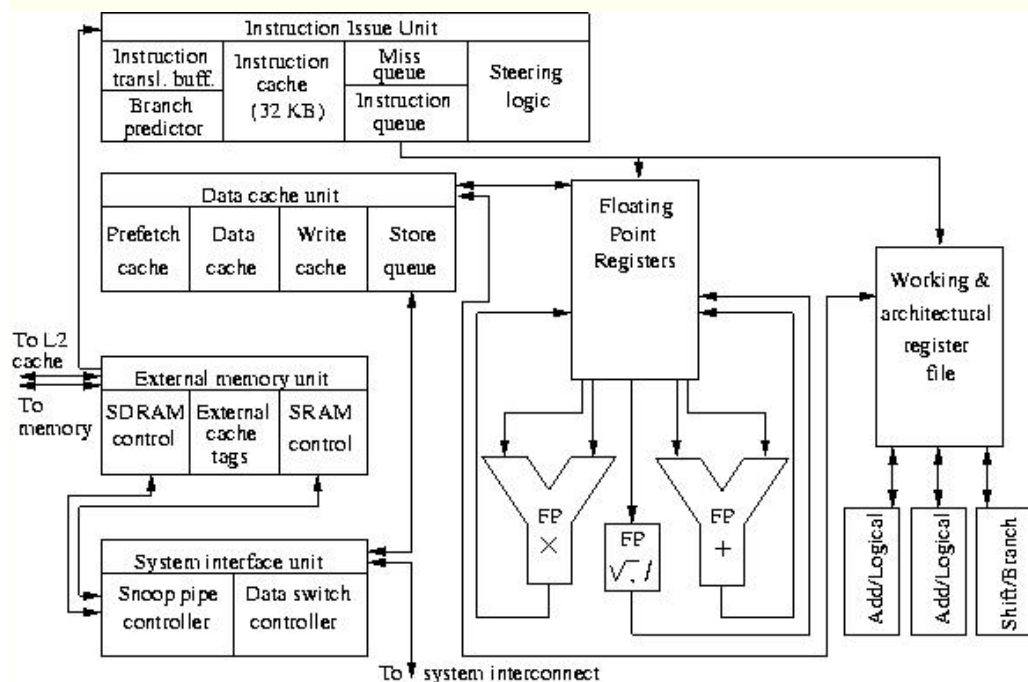 Instruction Issue Unit
Instruction
transl. buff.
Branch
predictor
Instruction
cache
(32 KB)
Miss
queue
Instruction
queue
Steering
logic
Data cache unit
Prefetch
cache
Data
cache
Write
cache
Store
queue
Floating
Point
Registers
Working &
architectural
register
file
To L2
cache
To
memory
External memory unit
SDRAM
control
External
cache
tags
SRAM
control
System interface unit
Snoop pipe
controller
Data switch
controller
FP
×
FP
√, /
FP
+
Add/Logical
Add/Logical
Shift/Branch
To system interconnect